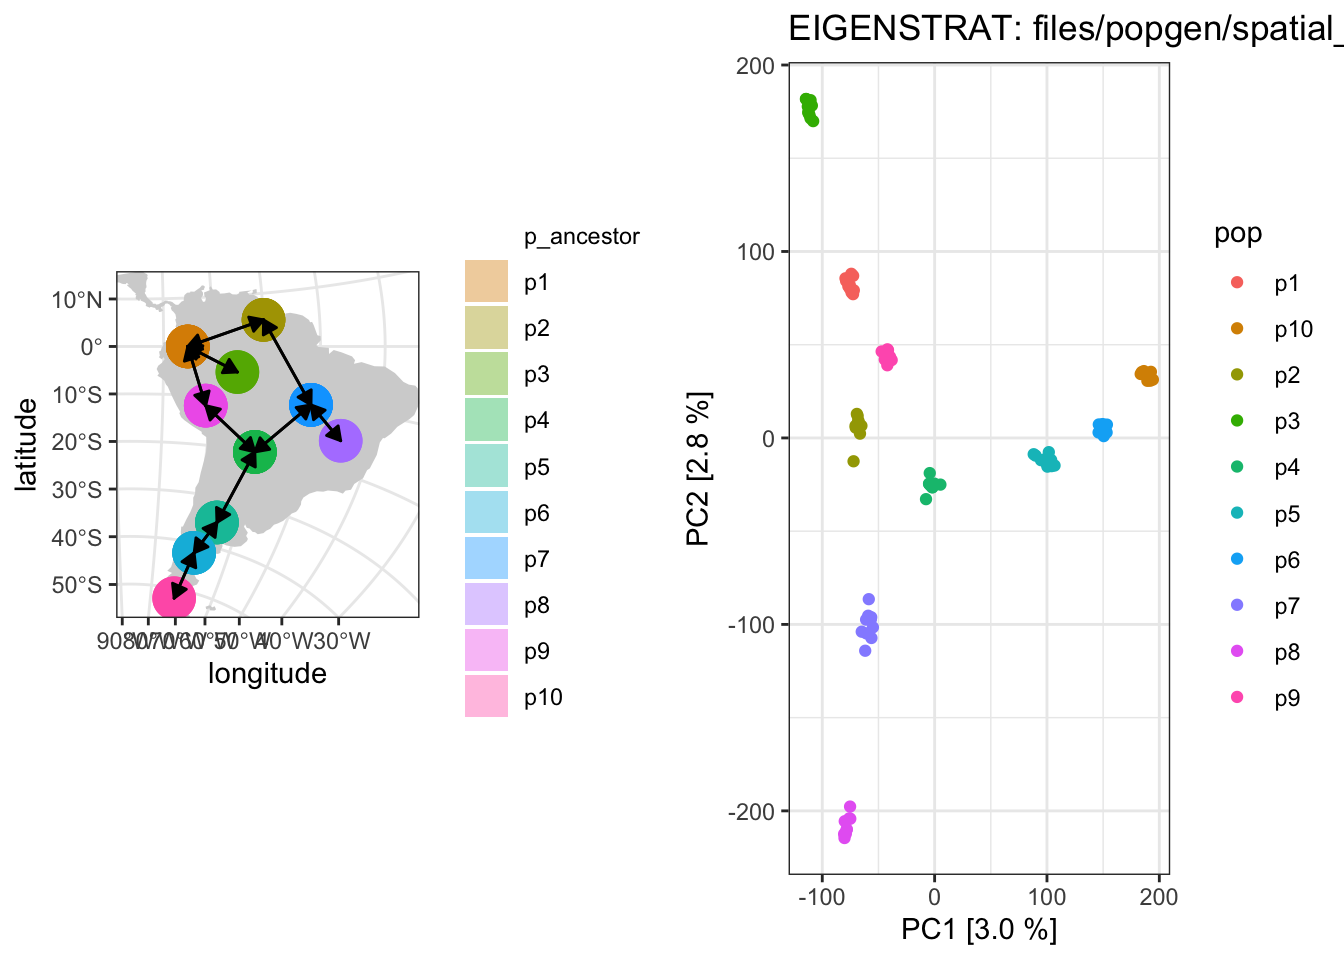 EIGENSTRAT: files/popgen/spatial_
p_ancestor
p1
p2
p3
p4
p5
p6
p7
p8
p9
p10
10°N
0°
10°S
20°S
30°S
40°S
50°S
40°W
30°W
longitude
latitude
200
100
0
-100
-200
PC2 [2.8 %]
-100
0
100
200
PC1 [3.0 %]
pop
p1
p10
p2
p3
p4
p5
p6
p7
p8
p9